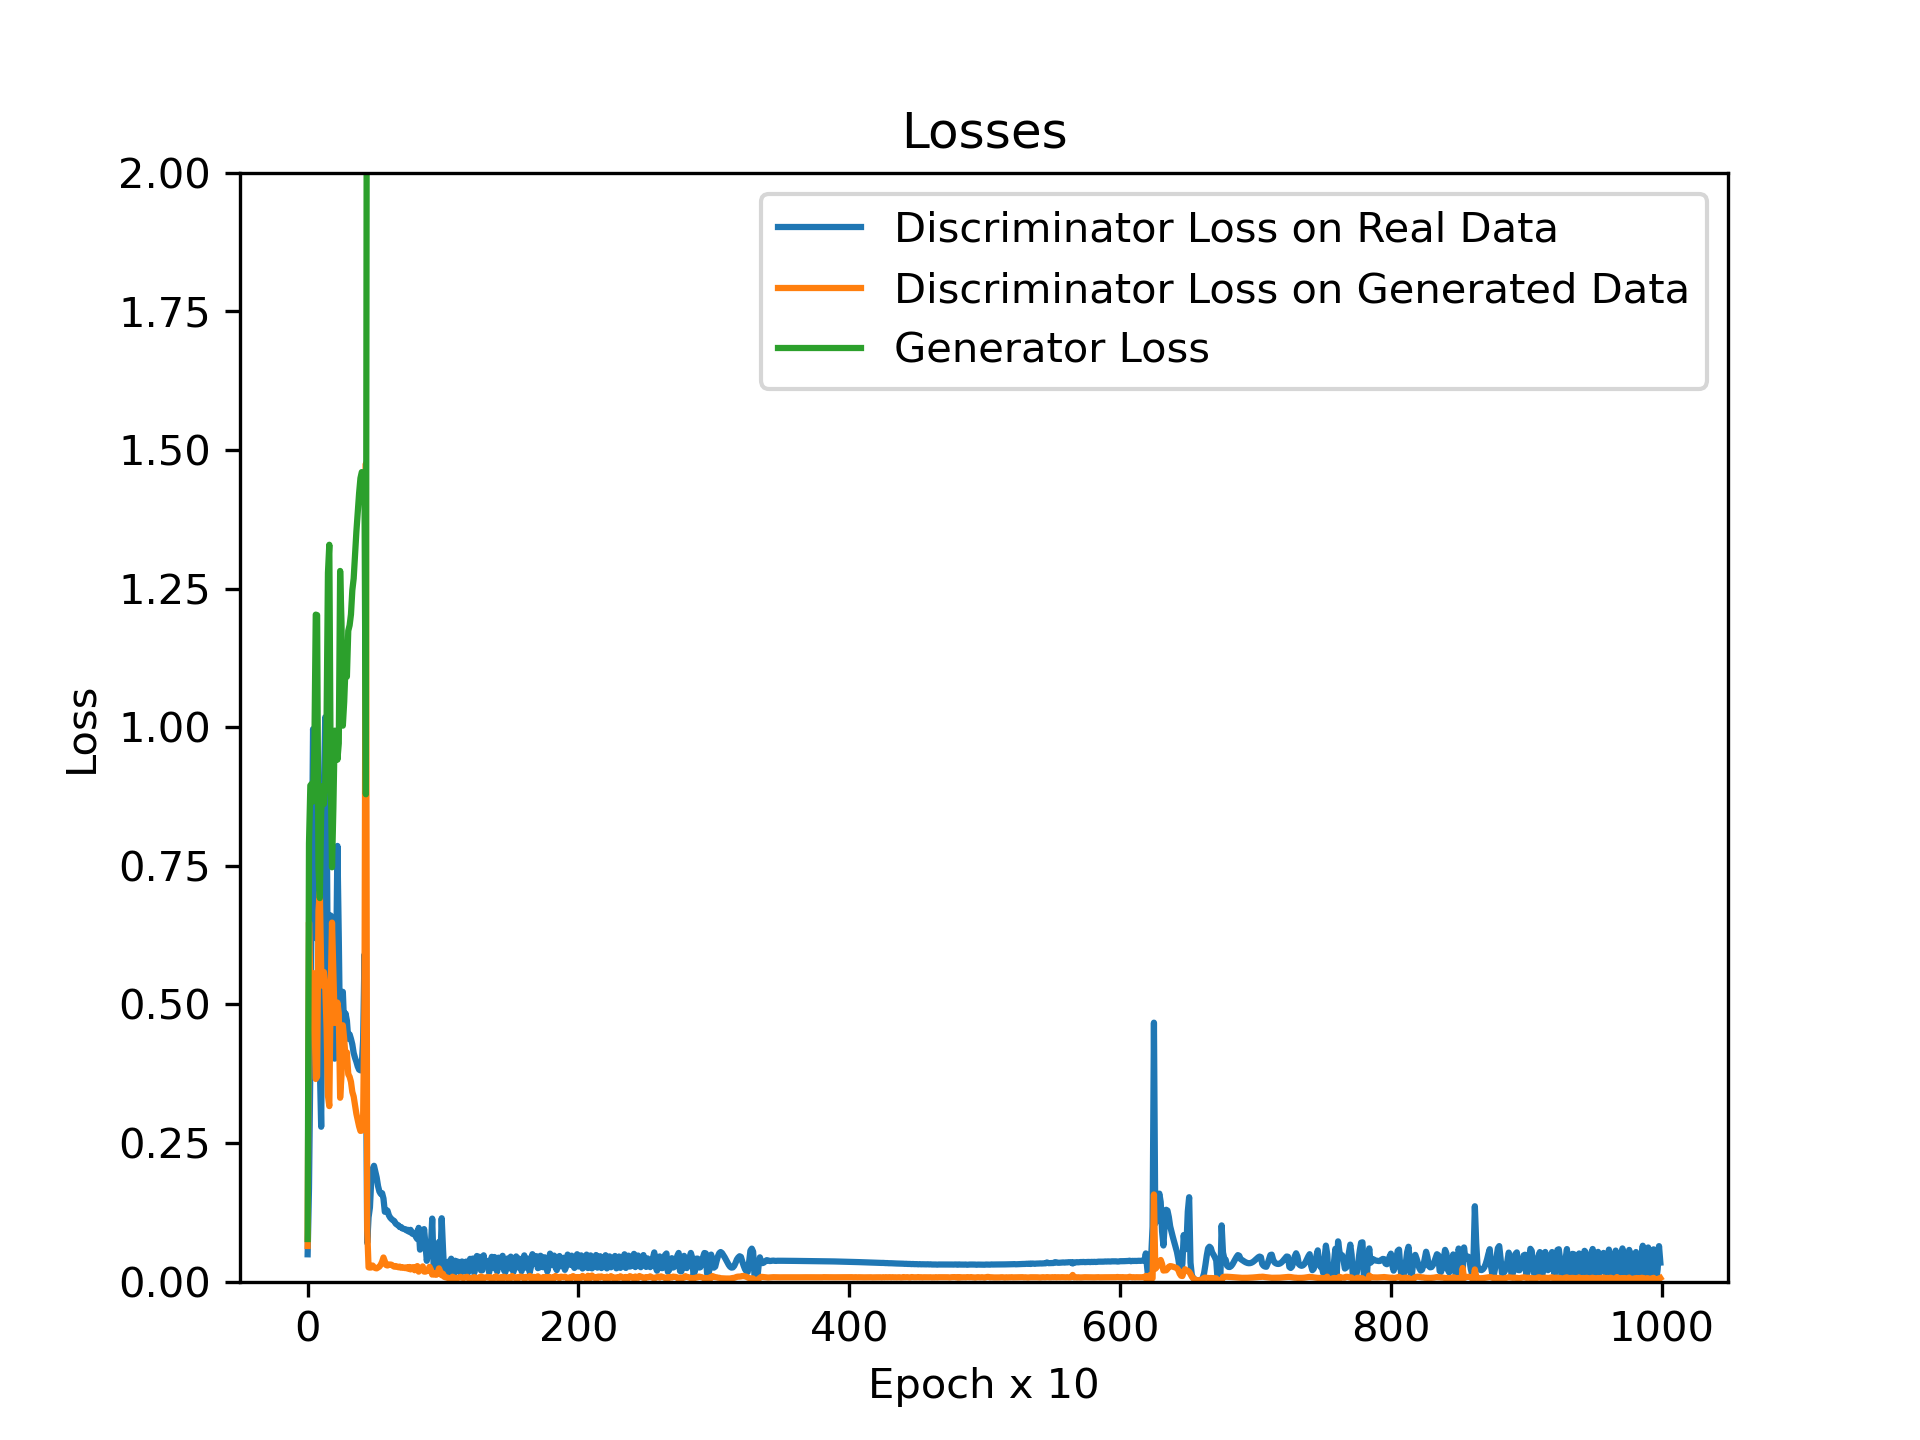 Losses
2.00
1.75
1.50
1.25
1.00
0.75
0.50
0.25
0.00
Loss
Discriminator Loss on Real Data
Discriminator Loss on Generated Data
Generator Loss
0 200 400 600 800 1000
Epoch x 10